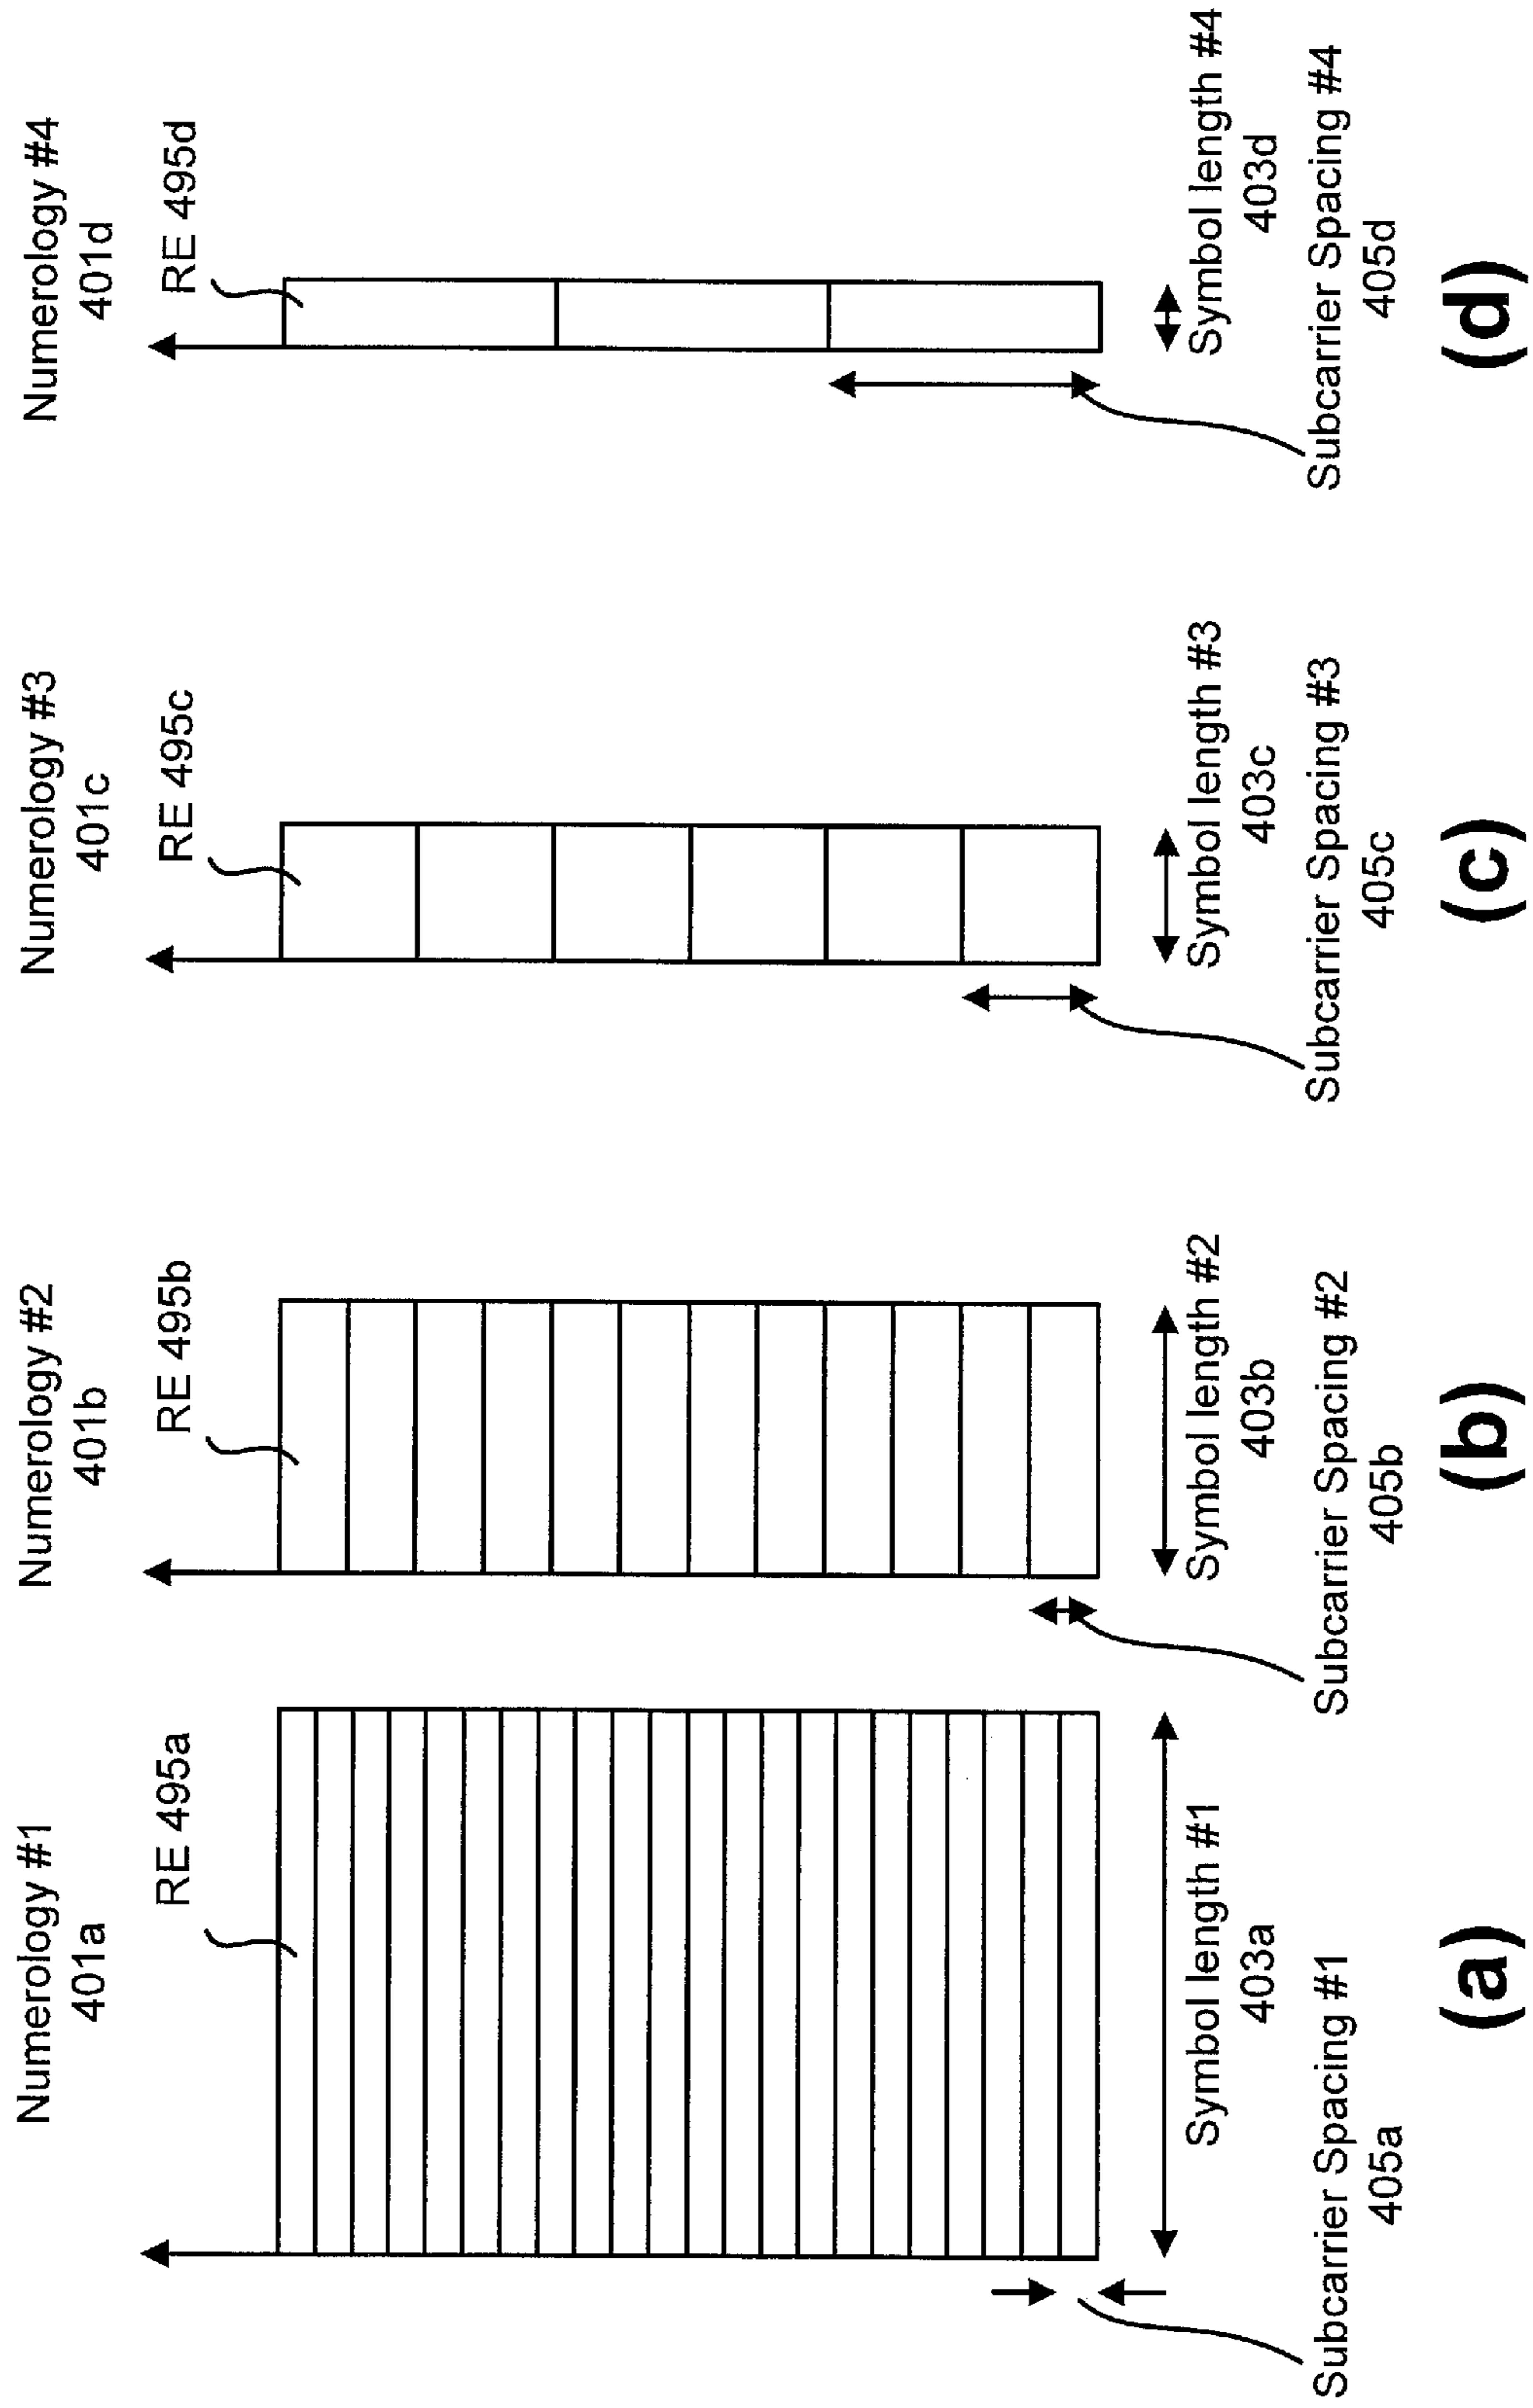 Numerology #1
401a
RE 495a
Symbol length #1
403a
Subcarrier Spacing #1
405a
(a)
Numerology #2
401b
RE 495b
Symbol length #2
403b
Subcarrier Spacing #2
405b
(b)
Numerology #3
401c
RE 495c
Symbol length #3
403c
Subcarrier Spacing #3
405c
(c)
Numerology #4
401d
RE 495d
Symbol length #4
403d
Subcarrier Spacing #4
405d
(d)